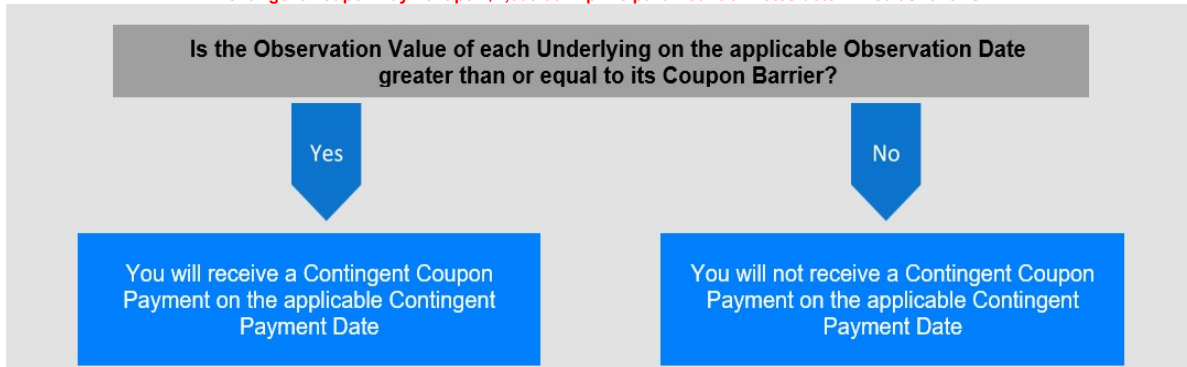 Is the Observation Value of each Underlying on the applicable Observation Date
greater than or equal to its Coupon Barrier?
Yes
No
You will receive a Contingent Coupon
Payment on the applicable Contingent
Payment Date
You will not receive a Contingent Coupon
Payment on the applicable Contingent
Payment Date